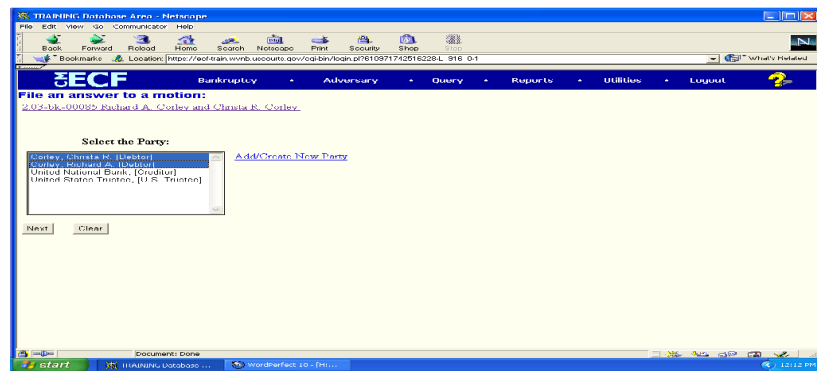 TRAINING Database Area - Netscape
File Edit View Go Communicator Help
Back Forward Reload Home Search Netscape Print Security Shop Stop
Bookmarks Location: https://ecf-train.wvnb.uscourts.gov/cgi-bin/login.pl?610971742516228-L_916_0-1 What's Related
ECF Bankruptcy • Adversary • Query • Reports • Utilities • Logout ?
File an answer to a motion:
2:03-bk-00085 Richard A. Corley and Christa R. Corley
Select the Party:
Corley, Christa R. [Debtor] Add/Create New Party
Corley, Richard A. [Debtor]
United National Bank, [Creditor]
United States Trustee, [U.S. Trustee]
Next Clear
Document: Done
start TRAINING Database ... WordPerfect 10 - [H:... 12:12 PM